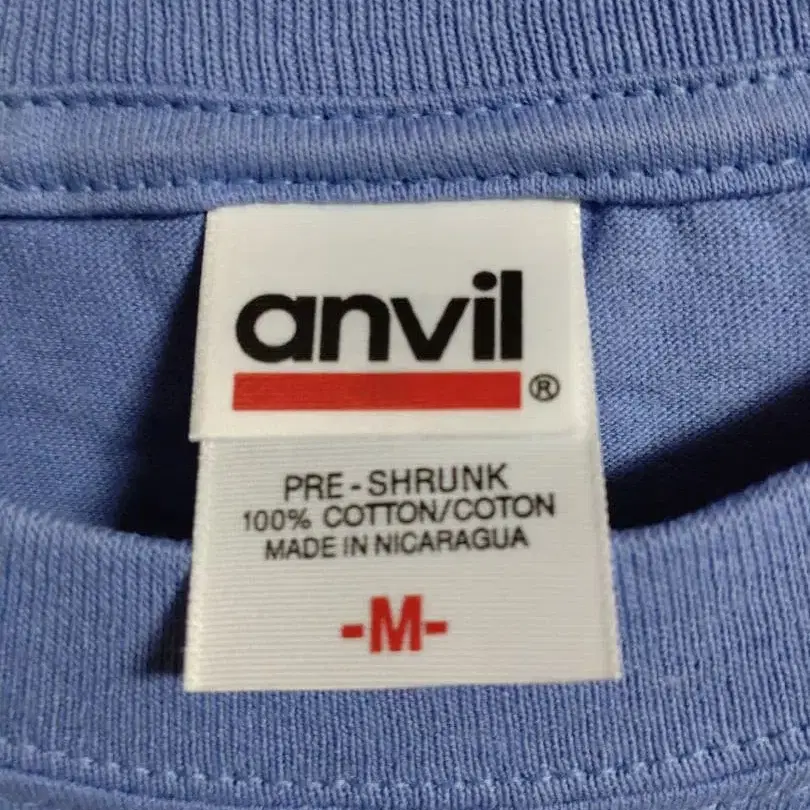 anvil®
PRE-SHRUNK
100% COTTON/COTON
MADE IN NICARAGUA
-M-